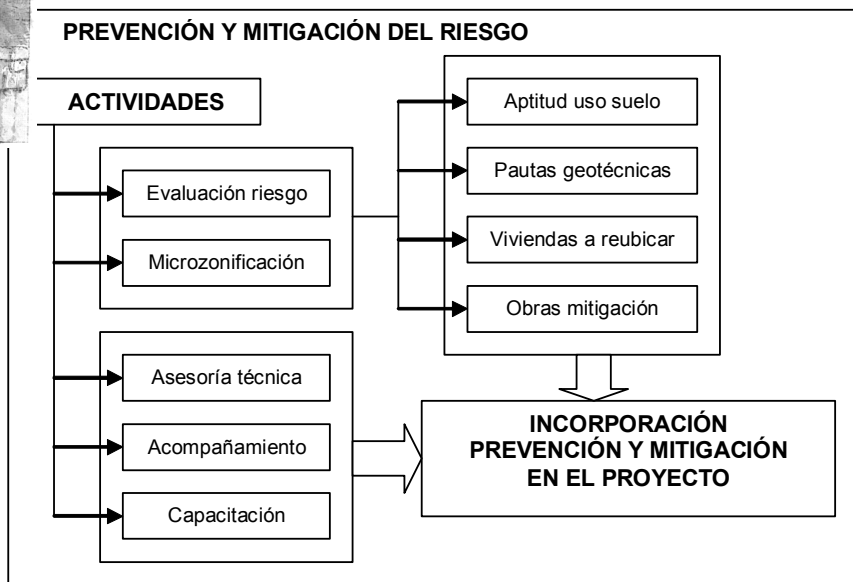 PREVENCIÓN Y MITIGACIÓN DEL RIESGO
ACTIVIDADES
Evaluación riesgo
Microzonificación
Asesoría técnica
Acompañamiento
Capacitación
Aptitud uso suelo
Pautas geotécnicas
Viviendas a reubicar
Obras mitigación
INCORPORACIÓN
PREVENCIÓN Y MITIGACIÓN
EN EL PROYECTO